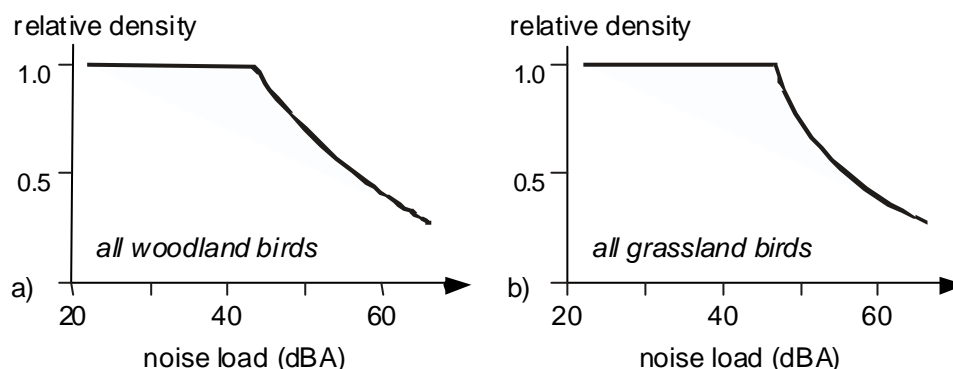 relative density
1.0
0.5
all woodland birds
a)
20 40 60
noise load (dBA)
relative density
1.0
0.5
all grassland birds
b)
20 40 60
noise load (dBA)